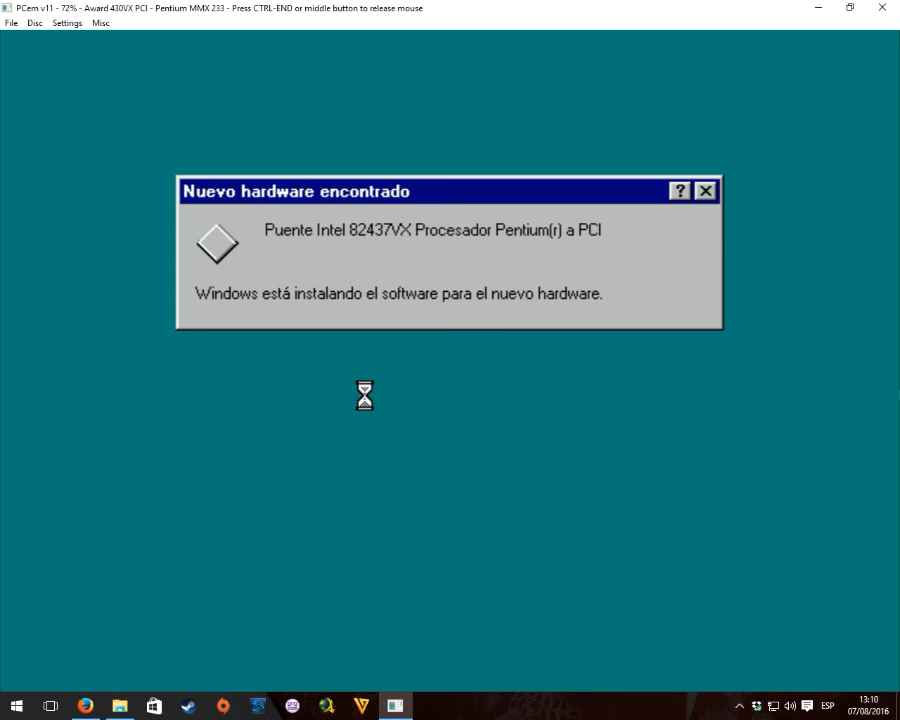 PCem v11 - 72% - Award 430VX PCI - Pentium MMX 233 - Press CTRL-END or middle button to release mouse
File Disc Settings Misc
Nuevo hardware encontrado
Puente Intel 82437VX Procesador Pentium(r) a PCI
Windows está instalando el software para el nuevo hardware.
ESP
13:10
07/08/2016